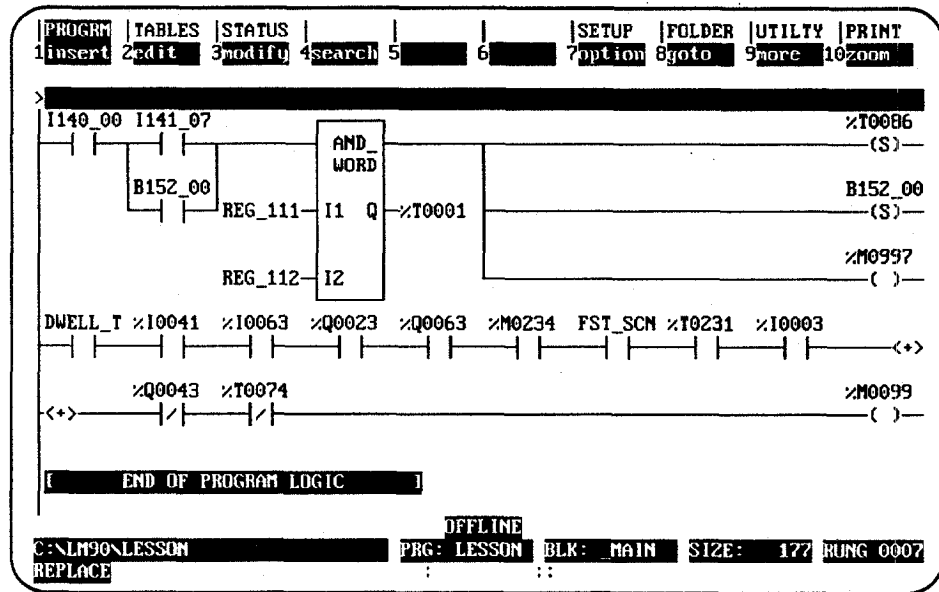 PROGRM TABLES STATUS SETUP FOLDER UTILTY PRINT
1insert 2edit 3modify 4search 5 6 7option 8goto 9more 10zoom
>
I140_00 I141_07 %T0086
AND_ (S)
WORD
B152_00 B152_00
REG_111 I1 Q %T0001 (S)
%M0997
REG_112 I2 ( )
DWELL_T %I0041 %I0063 %Q0023 %Q0063 %M0234 FST_SCN %T0231 %I0003
<+>
%Q0043 %T0074 %M0099
<+> ( )
[ END OF PROGRAM LOGIC ]
OFFLINE
C:\LM90\LESSON PRG: LESSON BLK: _MAIN SIZE: 177 RUNG 0007
REPLACE : ::